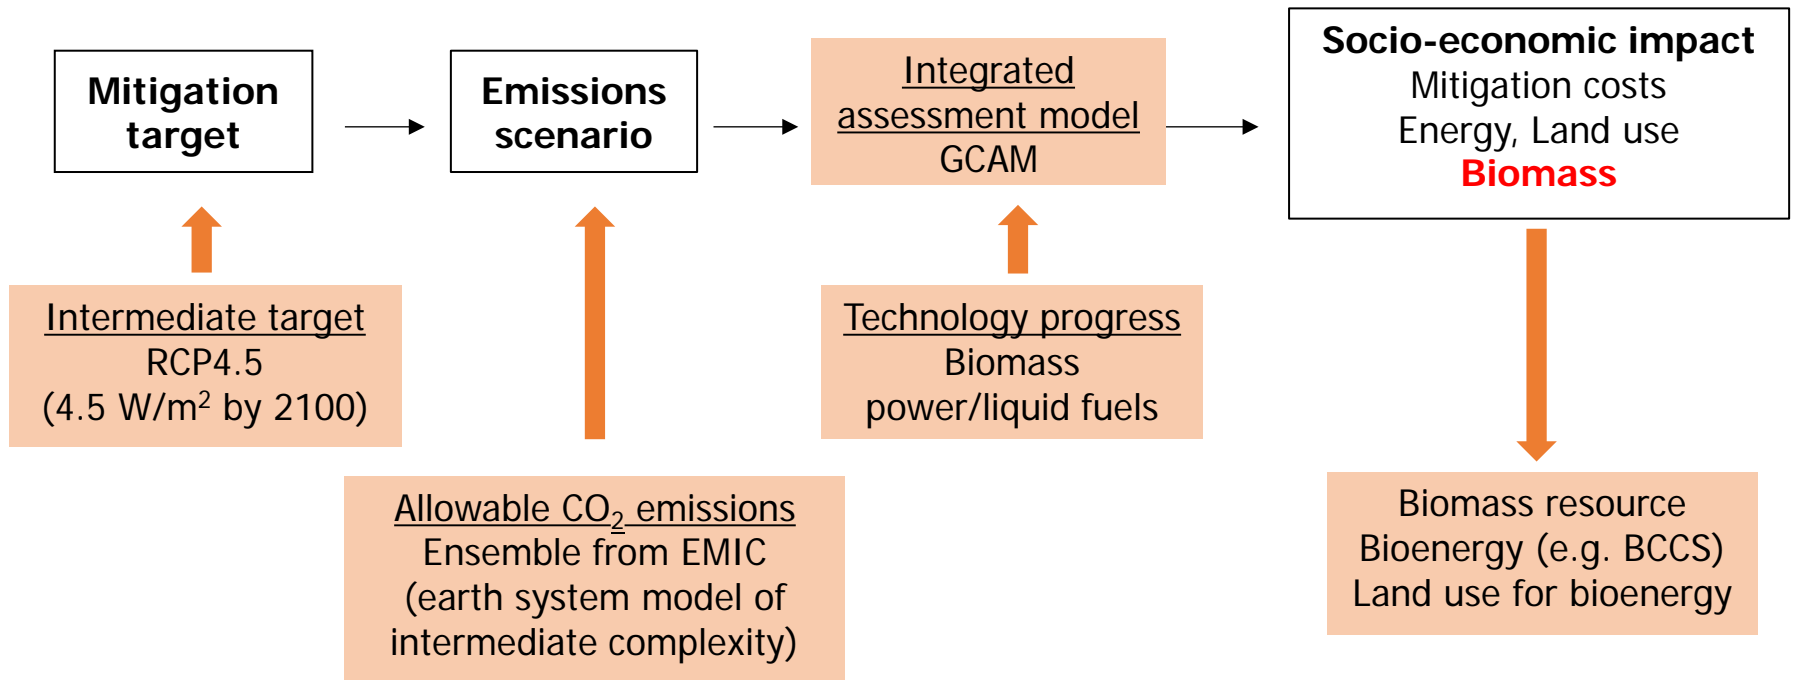 Mitigation
target
Emissions
scenario
Integrated
assessment model
GCAM
Socio-economic impact
Mitigation costs
Energy, Land use
Biomass
Intermediate target
RCP4.5
(4.5 W/m² by 2100)
Allowable CO₂ emissions
Ensemble from EMIC
(earth system model of
intermediate complexity)
Technology progress
Biomass
power/liquid fuels
Biomass resource
Bioenergy (e.g. BCCS)
Land use for bioenergy